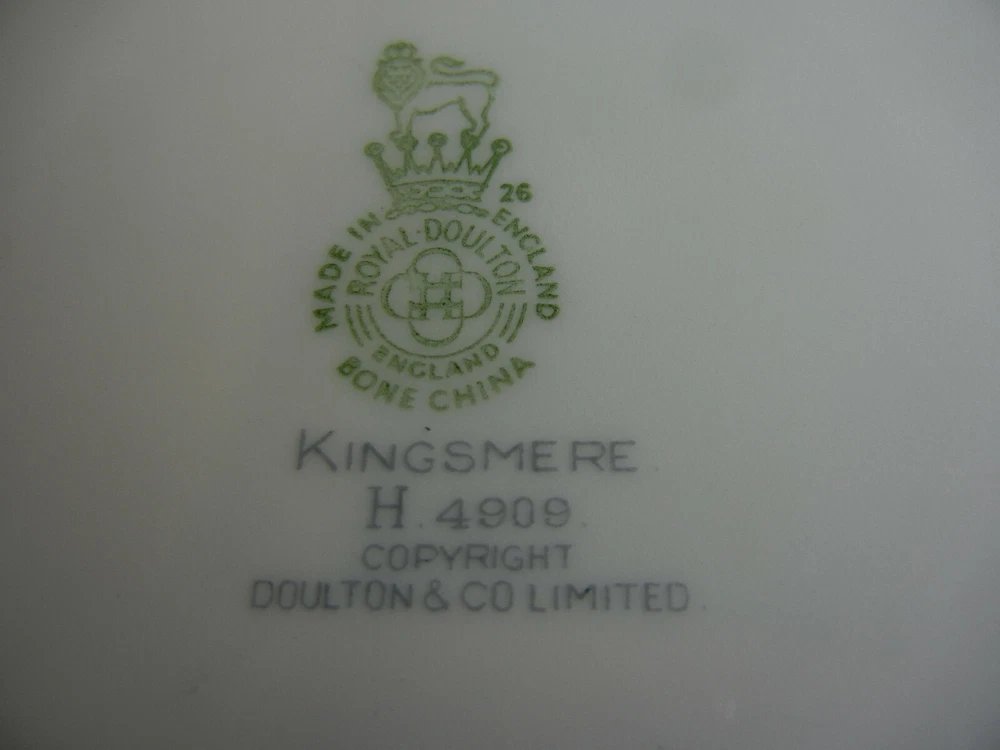 26
MADE IN ENGLAND
ROYAL·DOULTON
ENGLAND
BONE CHINA
KINGSMERE.
H.4909.
COPYRIGHT
DOULTON & CO LIMITED.